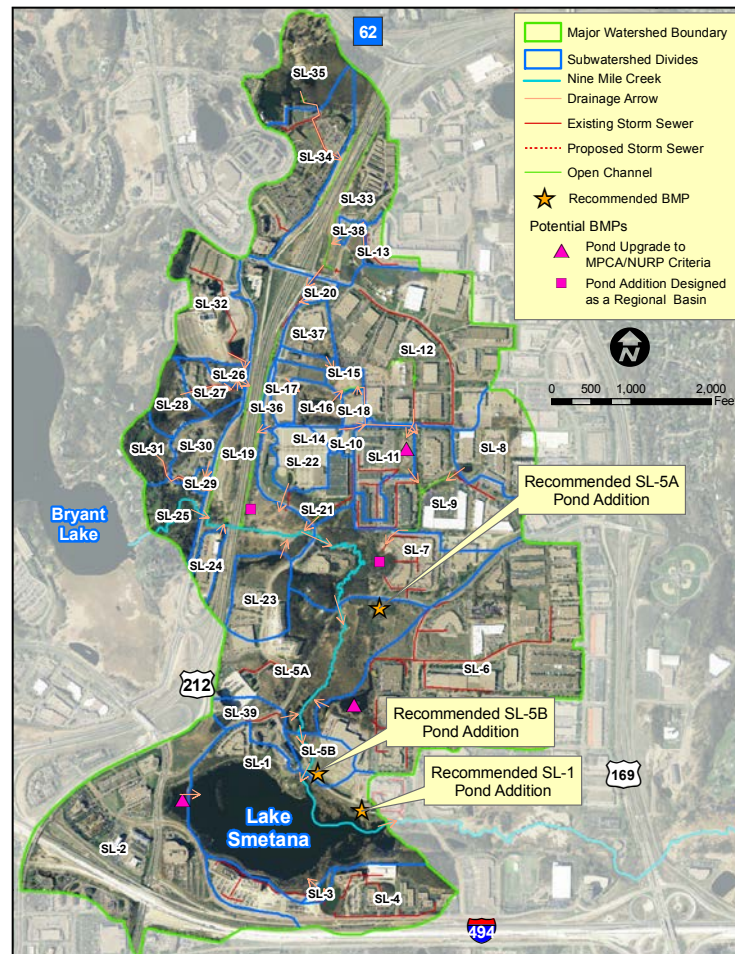 62
Major Watershed Boundary
Subwatershed Divides
Nine Mile Creek
Drainage Arrow
Existing Storm Sewer
Proposed Storm Sewer
Open Channel
Recommended BMP
Potential BMPs
Pond Upgrade to
MPCA/NURP Criteria
Pond Addition Designed
as a Regional Basin
N
0 500 1,000 2,000
Feet
SL-35
SL-34
SL-33
SL-38
SL-13
SL-20
SL-32
SL-37
SL-12
SL-15
SL-26
SL-27
SL-17
SL-28
SL-36
SL-16
SL-18
SL-14
SL-10
SL-8
SL-30
SL-31
SL-19
SL-22
SL-11
SL-29
SL-9
SL-21
SL-25
Recommended SL-5A
Pond Addition
Bryant
Lake
SL-7
SL-24
SL-23
SL-5A
SL-6
212
SL-39
Recommended SL-5B
Pond Addition
SL-5B
SL-1
Recommended SL-1
Pond Addition
169
Lake
Smetana
SL-2
SL-3
SL-4
494